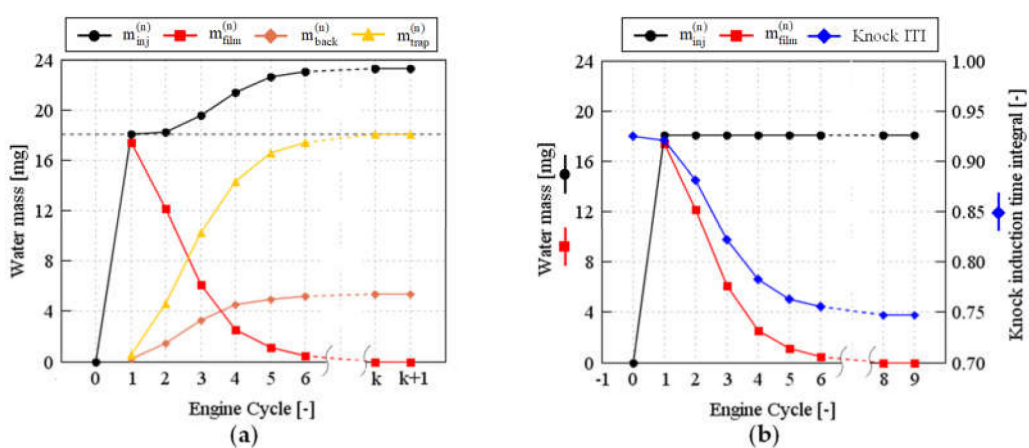 m_inj^(n) m_film^(n) m_back^(n) m_trap^(n)
24
20
16
12
8
4
0
Water mass [mg]
0 1 2 3 4 5 6 k k+1
Engine Cycle [-]
(a)
m_inj^(n) m_film^(n) Knock ITI
24
20
16
12
8
4
0
Water mass [mg]
1.00
0.95
0.90
0.85
0.80
0.75
0.70
Knock induction time integral [-]
-1 0 1 2 3 4 5 6 8 9
Engine Cycle [-]
(b)